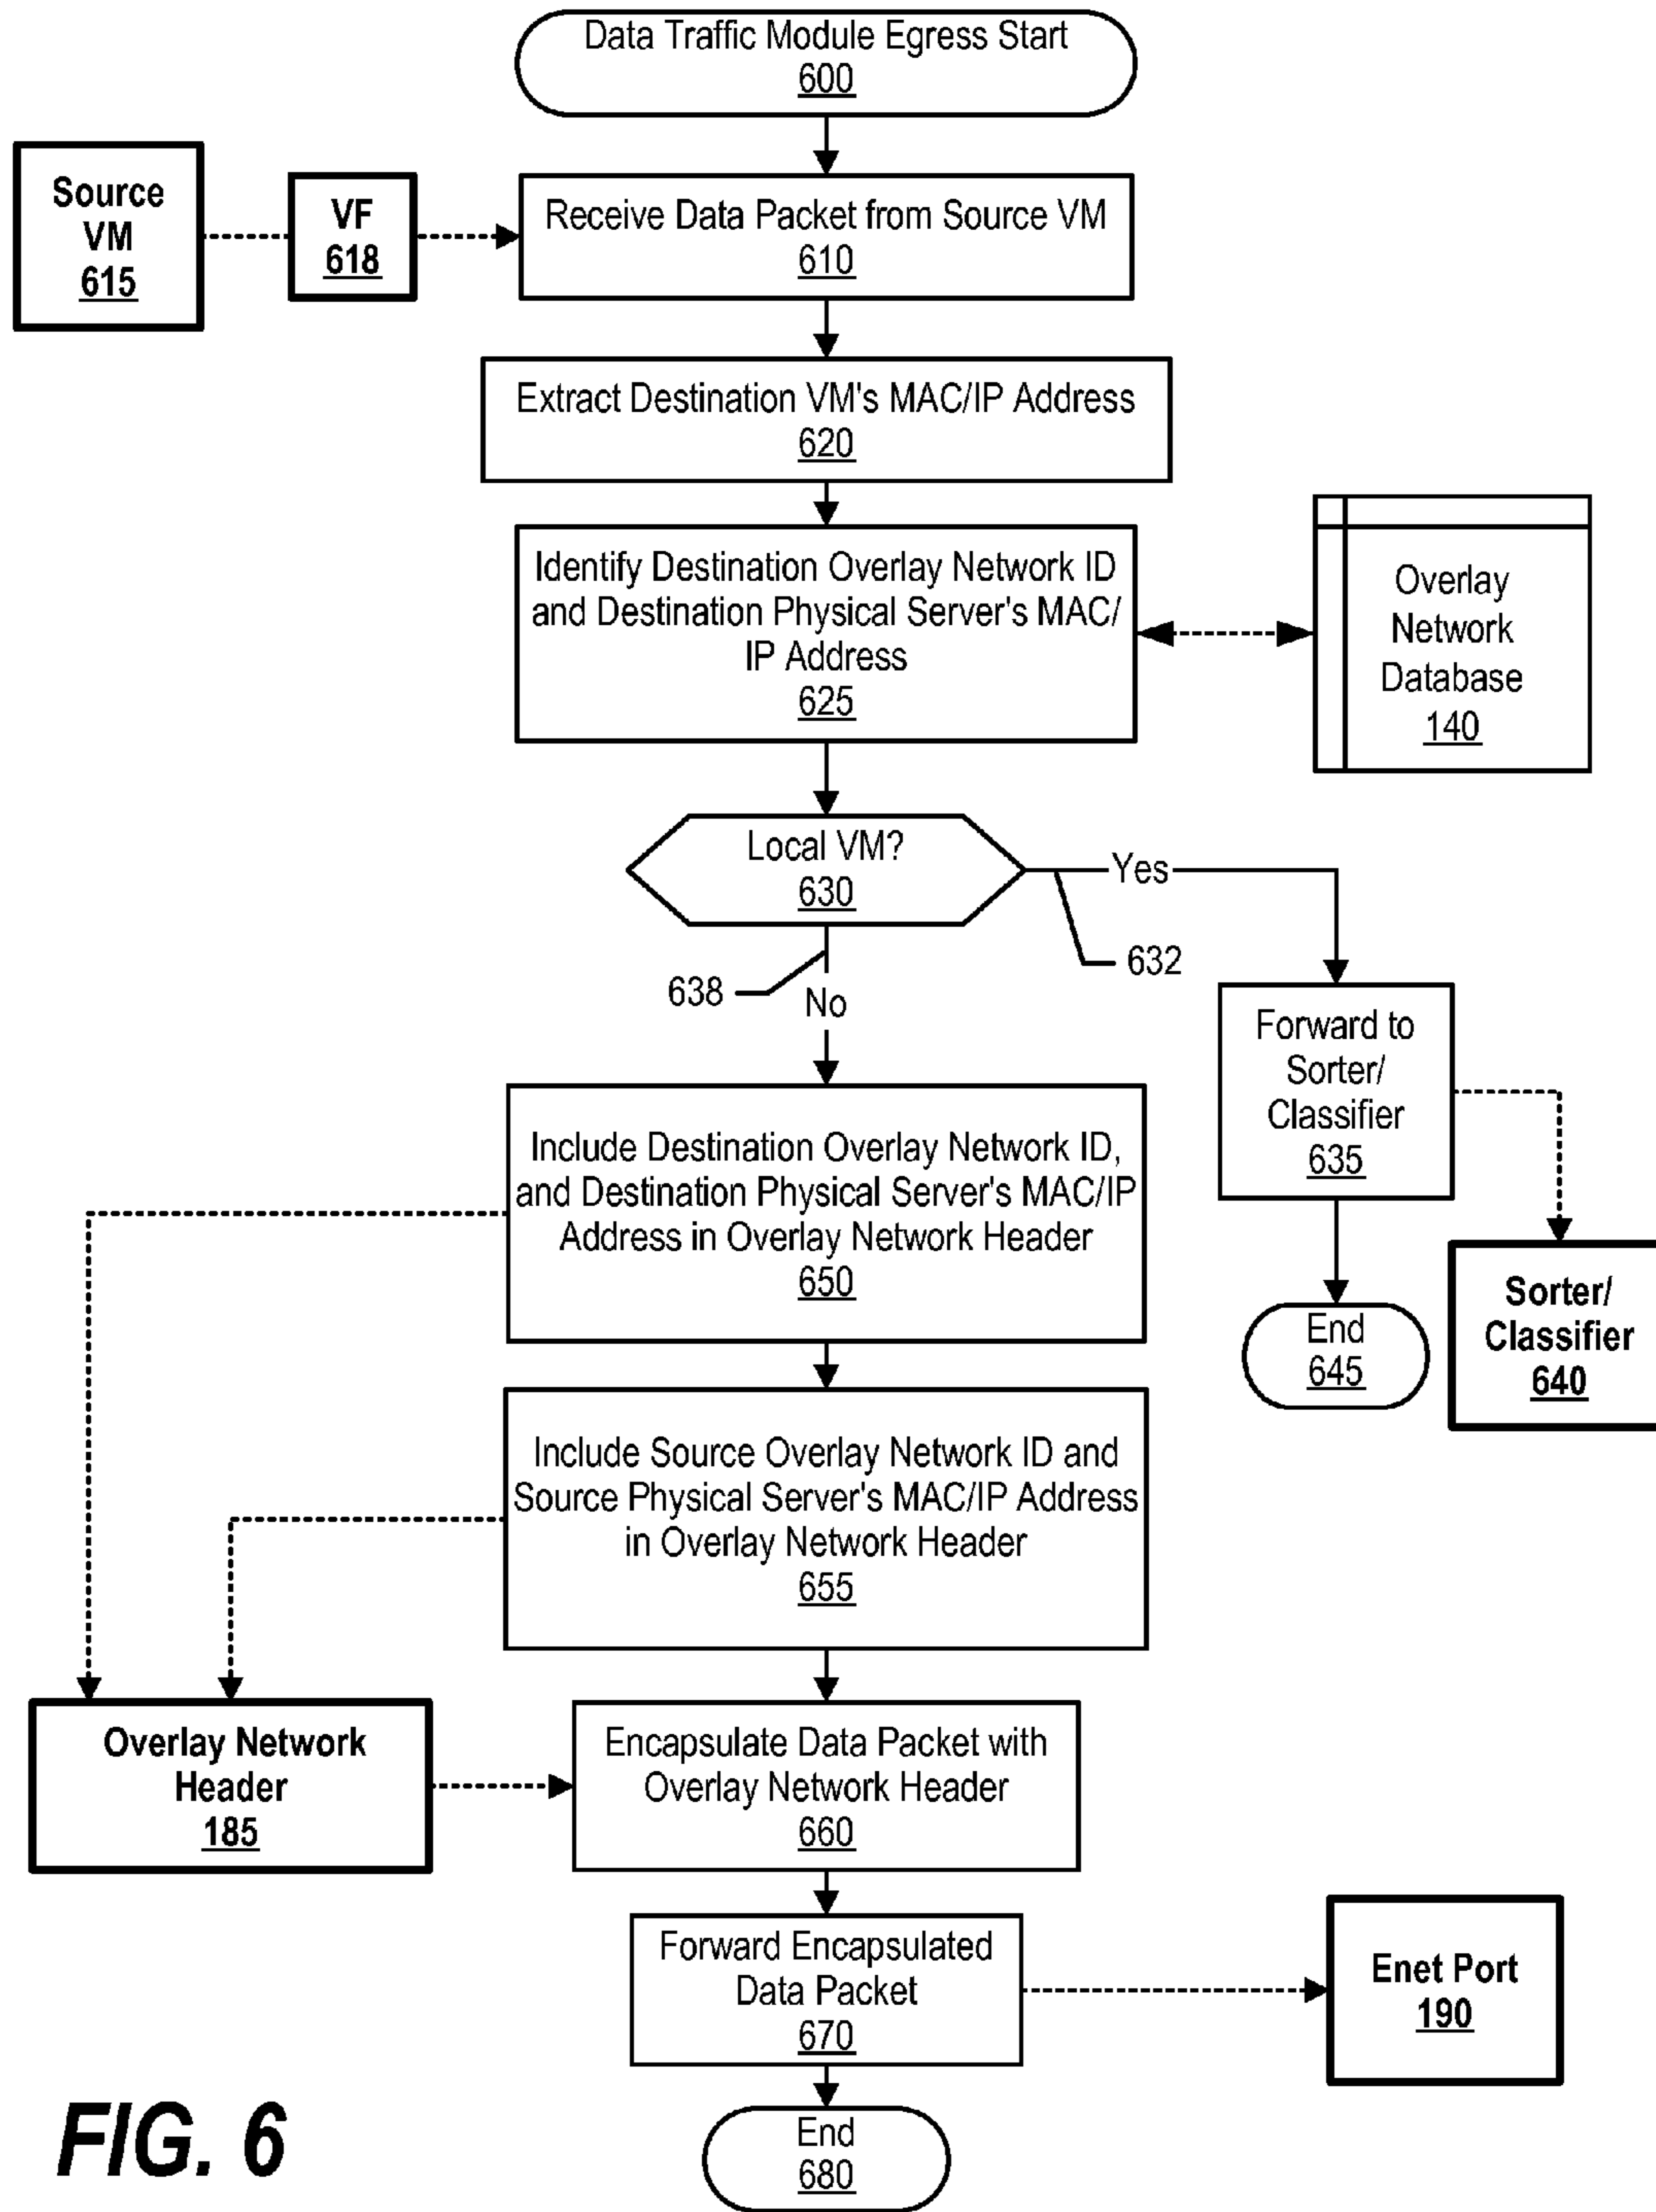 Data Traffic Module Egress Start
600
Source
VM
615
VF
618
Receive Data Packet from Source VM
610
Extract Destination VM's MAC/IP Address
620
Identify Destination Overlay Network ID
and Destination Physical Server's MAC/
IP Address
625
Overlay
Network
Database
140
Local VM?
630
Yes
632
638
No
Forward to
Sorter/
Classifier
635
Include Destination Overlay Network ID,
and Destination Physical Server's MAC/IP
Address in Overlay Network Header
650
Sorter/
Classifier
640
End
645
Include Source Overlay Network ID and
Source Physical Server's MAC/IP Address
in Overlay Network Header
655
Overlay Network
Header
185
Encapsulate Data Packet with
Overlay Network Header
660
Forward Encapsulated
Data Packet
670
Enet Port
190
End
680
FIG. 6